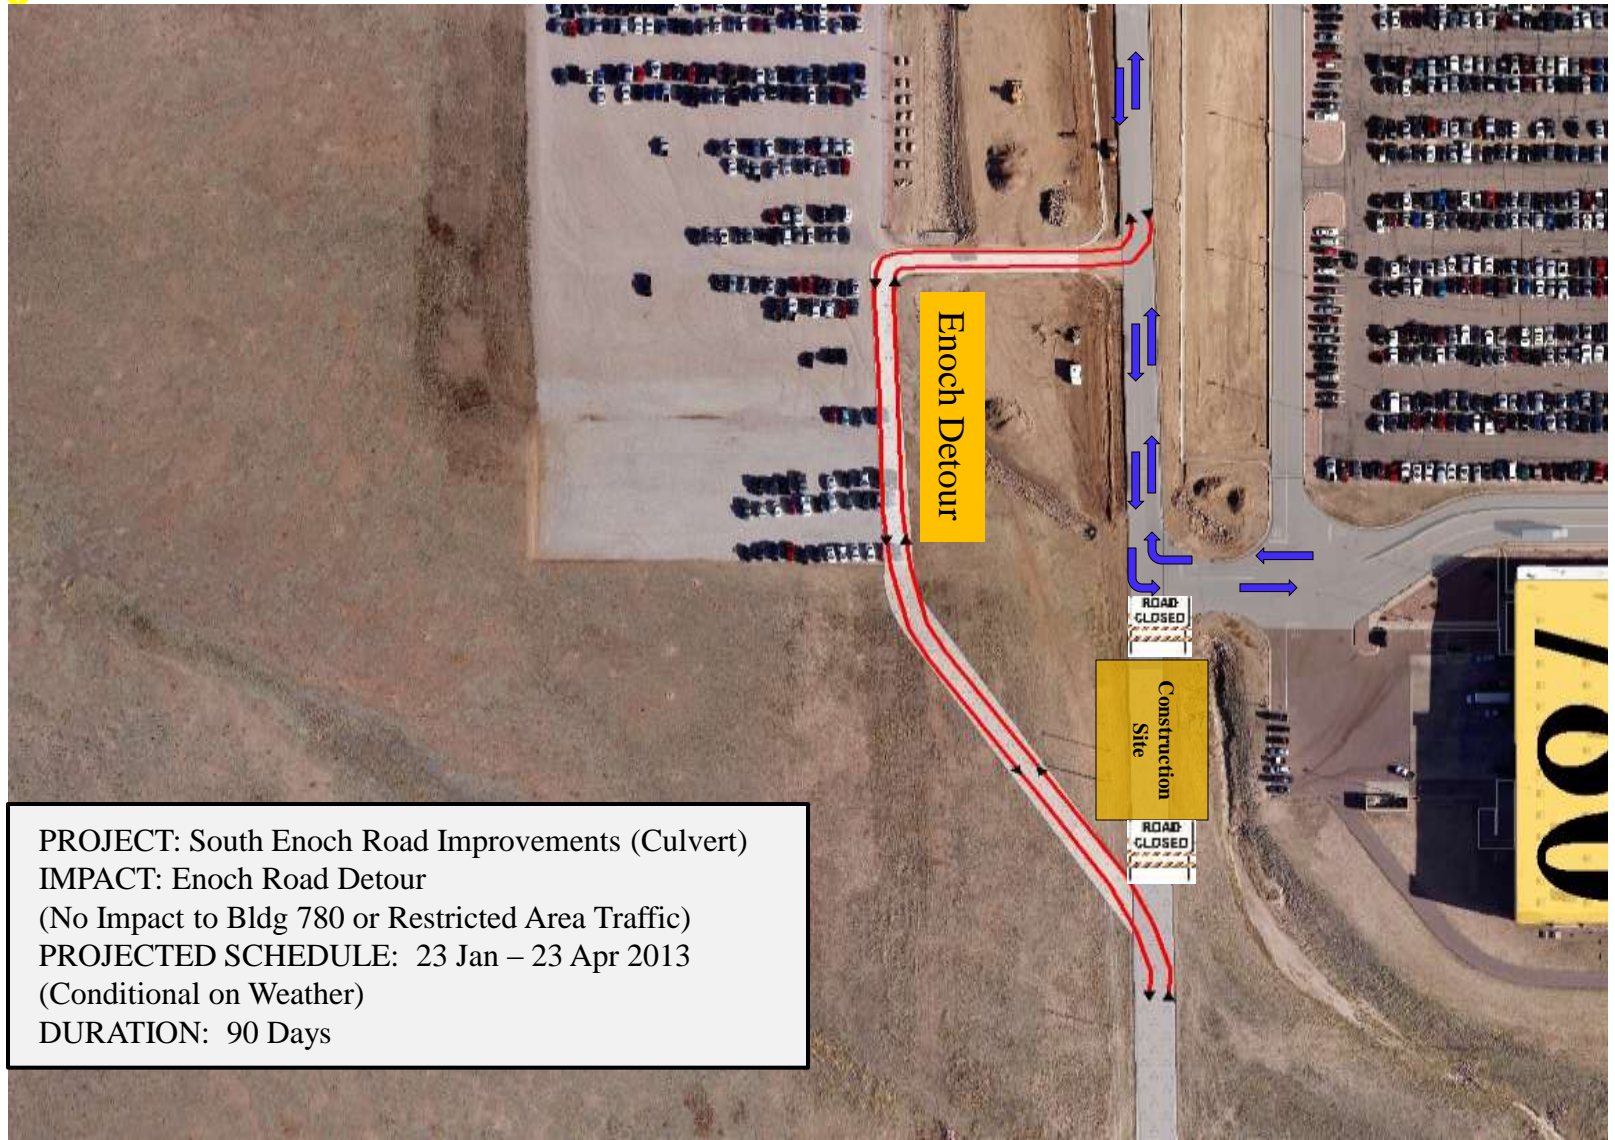 Enoch Detour
ROAD
CLOSED
Construction
Site
ROAD
CLOSED
780
PROJECT: South Enoch Road Improvements (Culvert)
IMPACT: Enoch Road Detour
(No Impact to Bldg 780 or Restricted Area Traffic)
PROJECTED SCHEDULE: 23 Jan – 23 Apr 2013
(Conditional on Weather)
DURATION: 90 Days